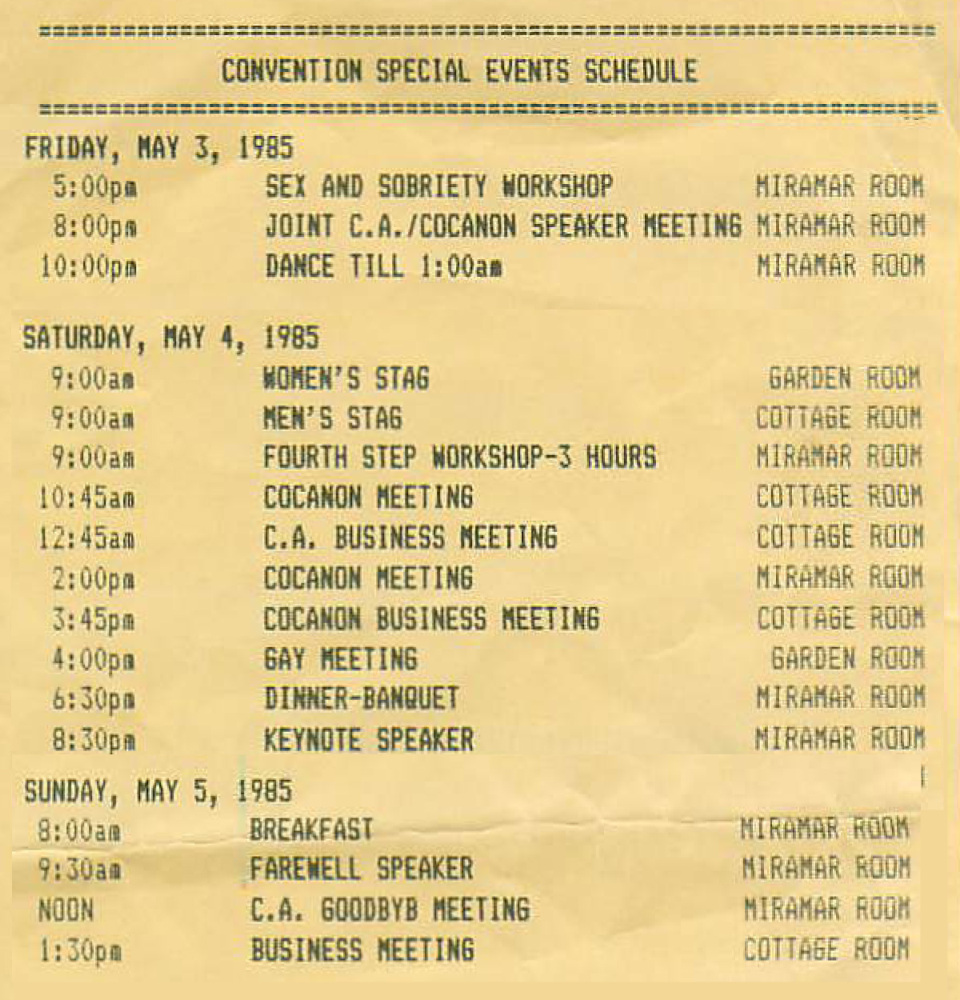 ================================================================
CONVENTION SPECIAL EVENTS SCHEDULE
================================================================
FRIDAY, MAY 3, 1985
5:00pm SEX AND SOBRIETY WORKSHOP MIRAMAR ROOM
8:00pm JOINT C.A./COCANON SPEAKER MEETING MIRAMAR ROOM
10:00pm DANCE TILL 1:00am MIRAMAR ROOM
SATURDAY, MAY 4, 1985
9:00am WOMEN'S STAG GARDEN ROOM
9:00am MEN'S STAG COTTAGE ROOM
9:00am FOURTH STEP WORKSHOP-3 HOURS MIRAMAR ROOM
10:45am COCANON MEETING COTTAGE ROOM
12:45am C.A. BUSINESS MEETING COTTAGE ROOM
2:00pm COCANON MEETING MIRAMAR ROOM
3:45pm COCANON BUSINESS MEETING COTTAGE ROOM
4:00pm GAY MEETING GARDEN ROOM
6:30pm DINNER-BANQUET MIRAMAR ROOM
8:30pm KEYNOTE SPEAKER MIRAMAR ROOM
SUNDAY, MAY 5, 1985
8:00am BREAKFAST MIRAMAR ROOM
9:30am FAREWELL SPEAKER MIRAMAR ROOM
NOON C.A. GOODBYB MEETING MIRAMAR ROOM
1:30pm BUSINESS MEETING COTTAGE ROOM